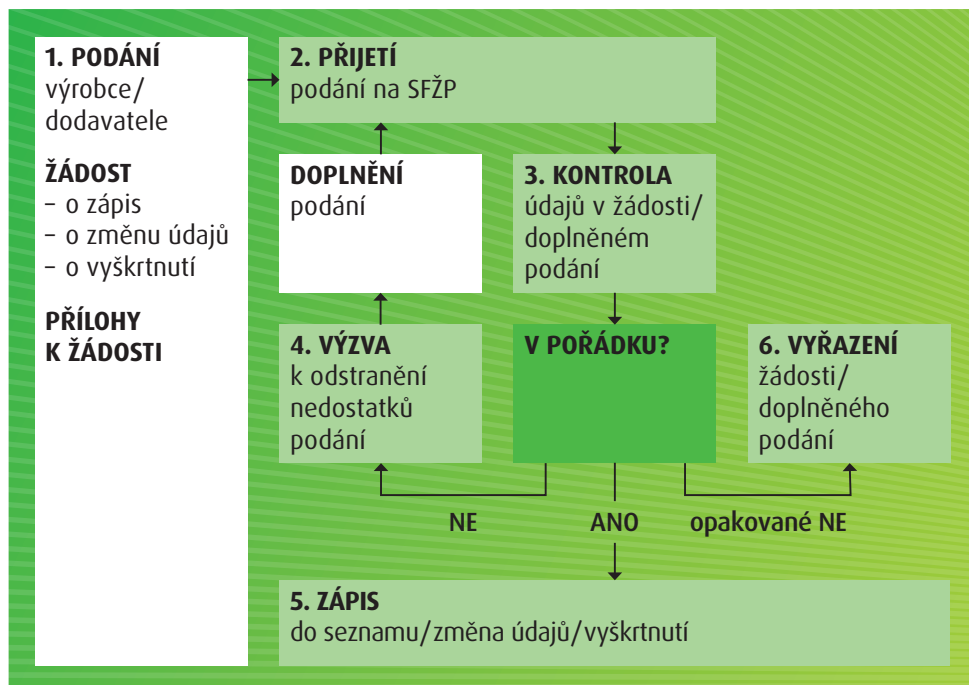 1. PODÁNÍ
výrobce/
dodavatele
ŽÁDOST
– o zápis
– o změnu údajů
– o vyškrtnutí
PŘÍLOHY
K ŽÁDOSTI
2. PŘIJETÍ
podání na SFŽP
DOPLNĚNÍ
podání
3. KONTROLA
údajů v žádosti/
doplněném
podání
4. VÝZVA
k odstranění
nedostatků
podání
V POŘÁDKU?
6. VYŘAZENÍ
žádosti/
doplněného
podání
NE
ANO
opakované NE
5. ZÁPIS
do seznamu/změna údajů/vyškrtnutí